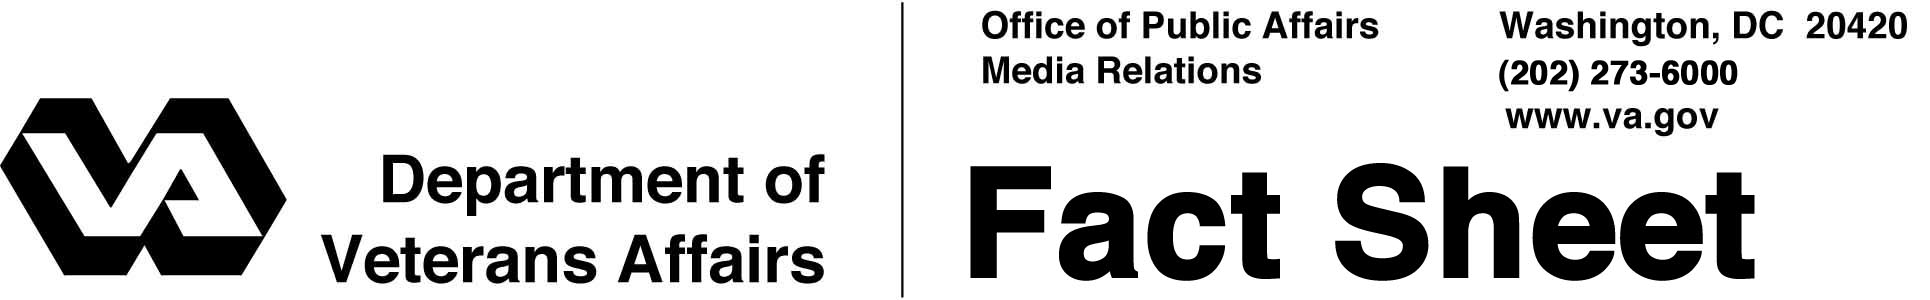 VA
Department of
Veterans Affairs
Office of Public Affairs
Media Relations
Washington, DC 20420
(202) 273-6000
www.va.gov
Fact Sheet